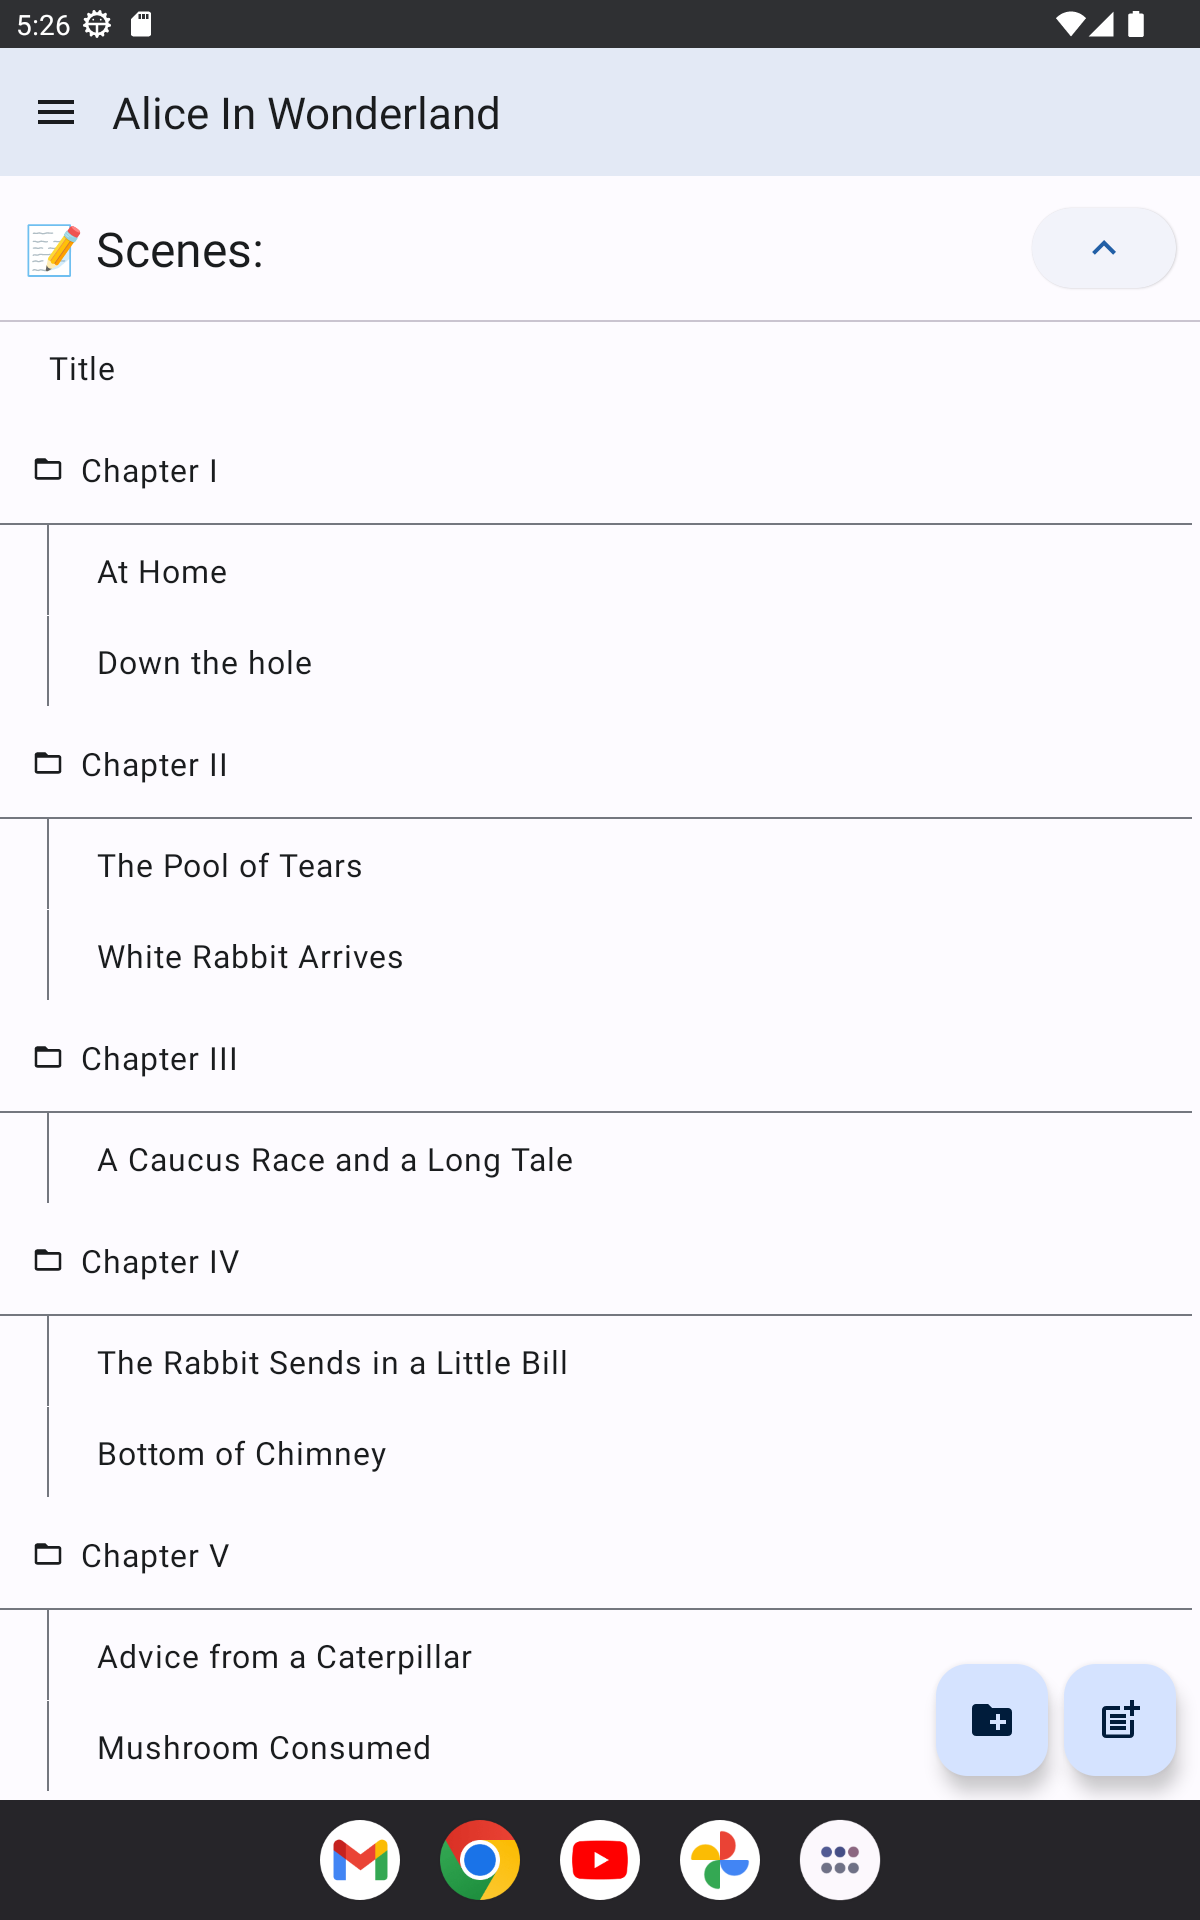 5:26
Alice In Wonderland
Scenes:
Title
Chapter I
At Home
Down the hole
Chapter II
The Pool of Tears
White Rabbit Arrives
Chapter III
A Caucus Race and a Long Tale
Chapter IV
The Rabbit Sends in a Little Bill
Bottom of Chimney
Chapter V
Advice from a Caterpillar
Mushroom Consumed